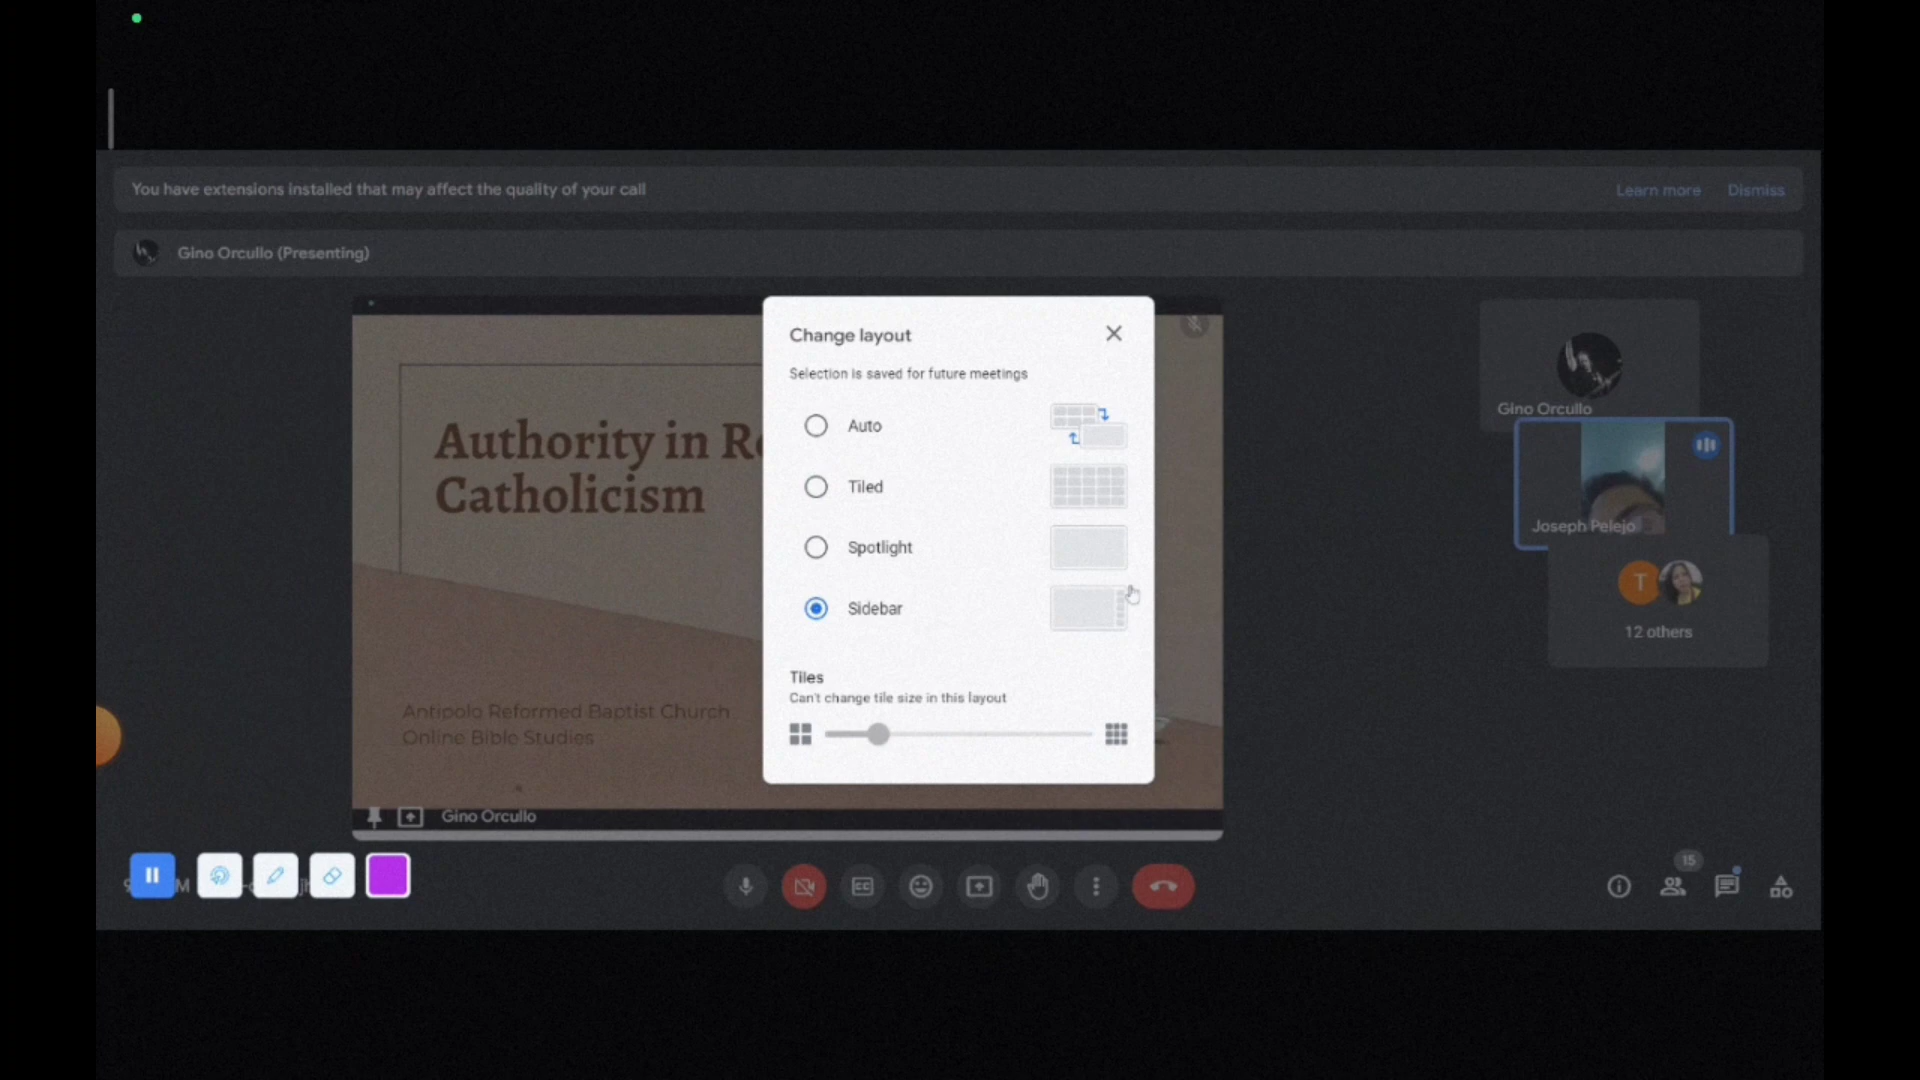 You have extensions installed that may affect the quality of your call
Learn more
Dismiss
Gino Orcullo (Presenting)
Change layout
Selection is saved for future meetings
Auto
Tiled
Spotlight
Sidebar
Tiles
Can't change tile size in this layout
Authority in
Catholicism
Antipolo Reformed Baptist Church
Online Bible Studies
Gino Orcullo
Gino Orcullo
Joseph Pelejo
T
12 others
CC
15